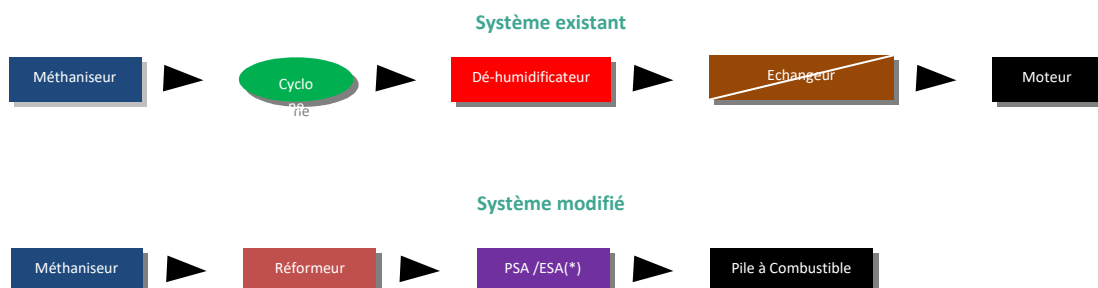 Système existant
Méthaniseur
Cyclo
ne
Dé-humidificateur
Echangeur
Moteur
Système modifié
Méthaniseur
Réformeur
PSA /ESA(*)
Pile à Combustible